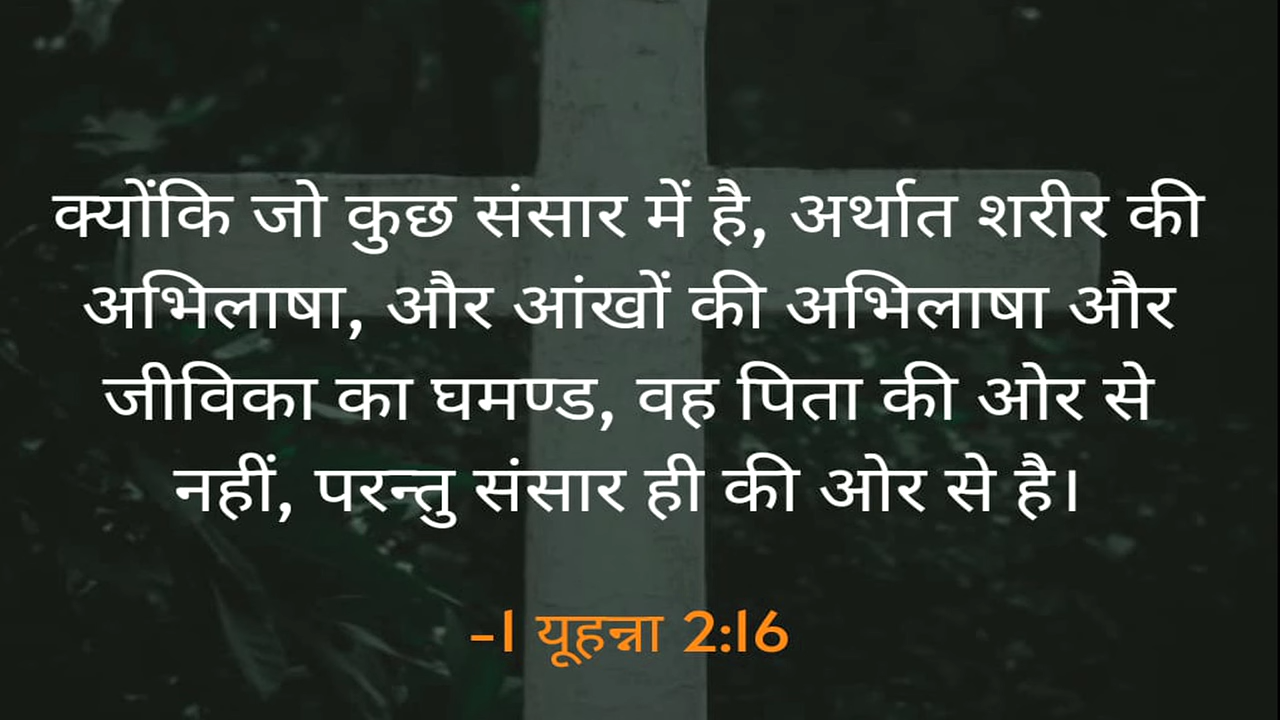 क्योंकि जो कुछ संसार में है, अर्थात शरीर की
अभिलाषा, और आंखों की अभिलाषा और
जीविका का घमण्ड, वह पिता की ओर से
नहीं, परन्तु संसार ही की ओर से है।
-1 यूहन्ना 2:16